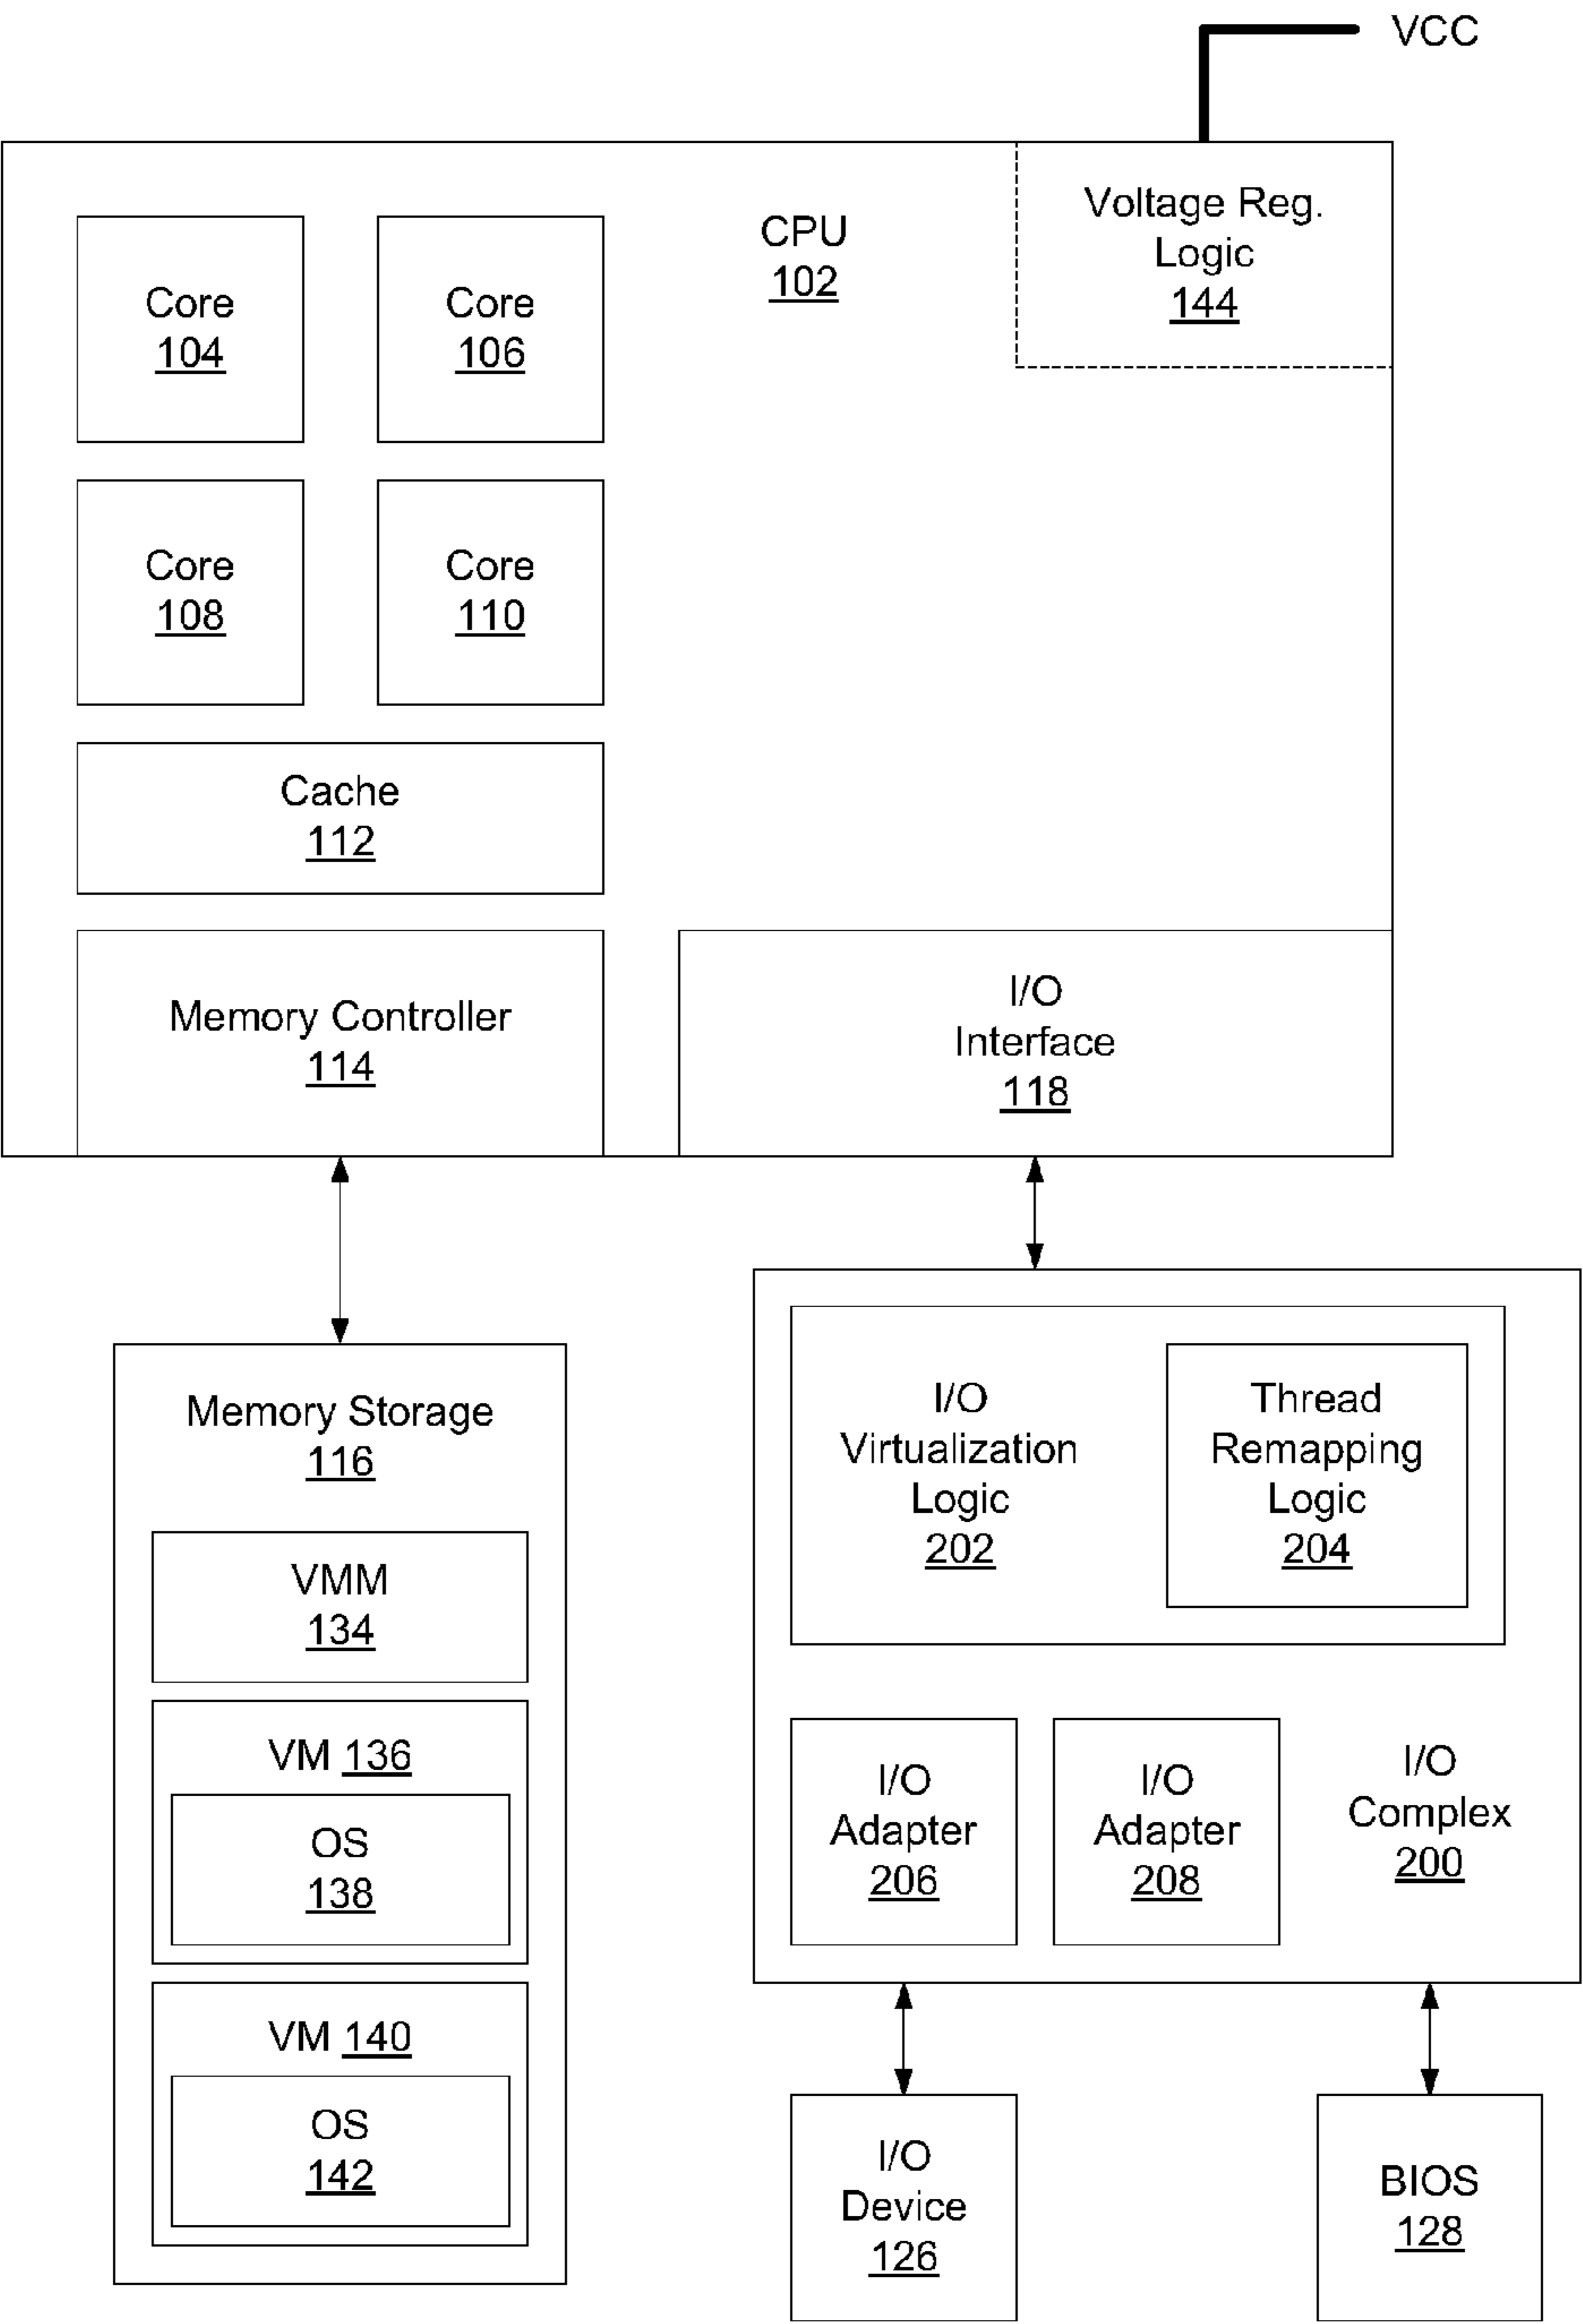 VCC
Voltage Reg.
Logic
144
CPU
102
Core
104
Core
106
Core
108
Core
110
Cache
112
Memory Controller
114
I/O
Interface
118
Memory Storage
116
VMM
134
VM 136
OS
138
VM 140
OS
142
I/O
Virtualization
Logic
202
Thread
Remapping
Logic
204
I/O
Adapter
206
I/O
Adapter
208
I/O
Complex
200
I/O
Device
126
BIOS
128